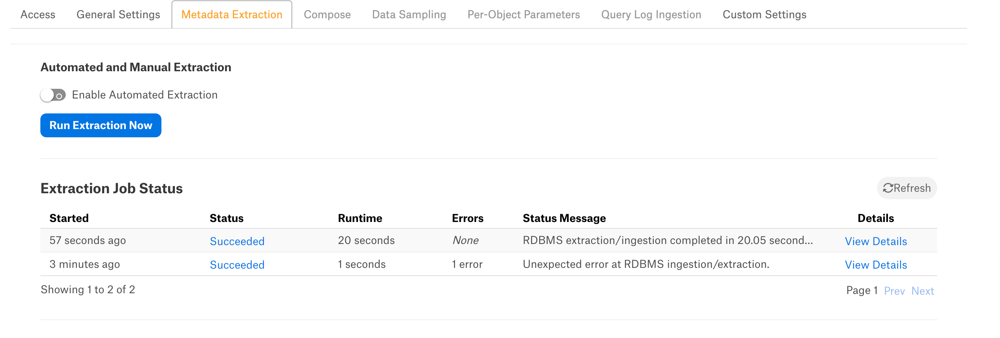 Access General Settings Metadata Extraction Compose Data Sampling Per-Object Parameters Query Log Ingestion Custom Settings
Automated and Manual Extraction
Enable Automated Extraction
Run Extraction Now
Extraction Job Status
Refresh
Started Status Runtime Errors Status Message Details
57 seconds ago Succeeded 20 seconds None RDBMS extraction/ingestion completed in 20.05 second... View Details
3 minutes ago Succeeded 1 seconds 1 error Unexpected error at RDBMS ingestion/extraction. View Details
Showing 1 to 2 of 2
Page 1 Prev Next